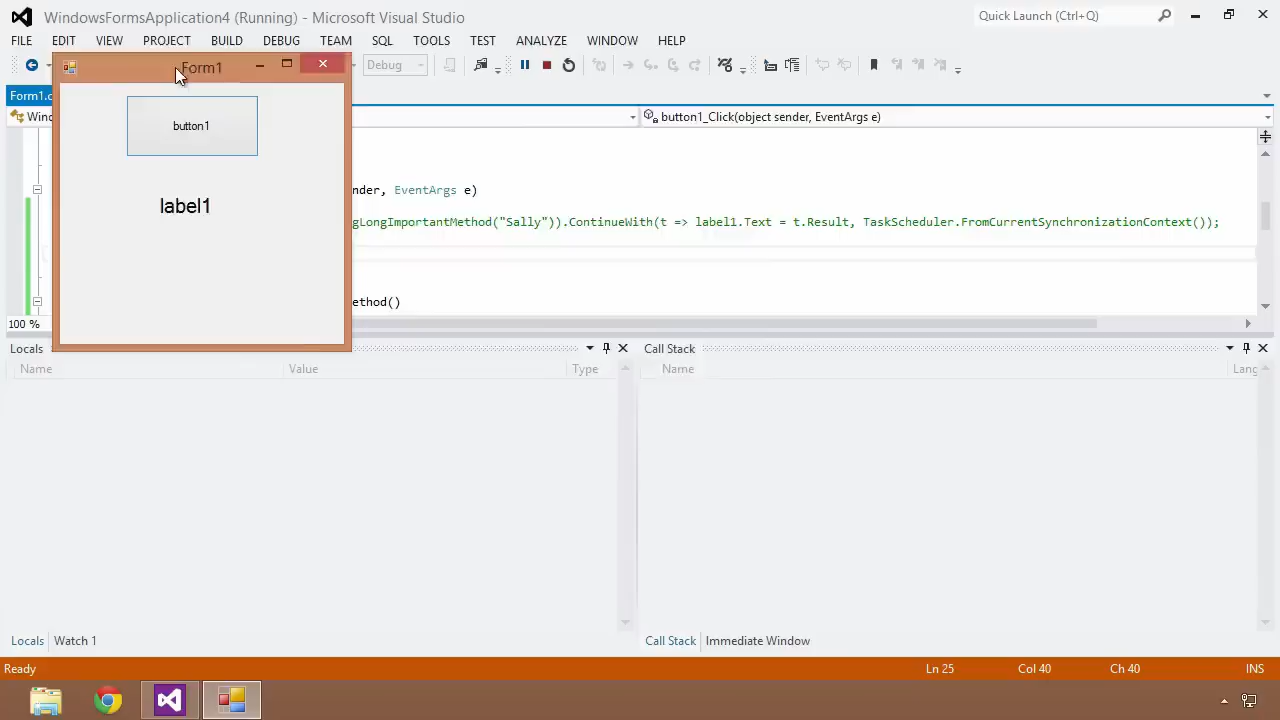 WindowsFormsApplication4 (Running) - Microsoft Visual Studio
Quick Launch (Ctrl+Q)
FILE EDIT VIEW PROJECT BUILD DEBUG TEAM SQL TOOLS TEST ANALYZE WINDOW HELP
Form1
Debug
Form1.c
button1
Wind
button1_Click(object sender, EventArgs e)
nder, EventArgs e)
label1
gLongImportantMethod("Sally")).ContinueWith(t => label1.Text = t.Result, TaskScheduler.FromCurrentSynchronizationContext());
ethod()
100 %
Locals
Call Stack
Name Value Type
Name Lang
Locals Watch 1
Call Stack Immediate Window
Ready Ln 25 Col 40 Ch 40 INS